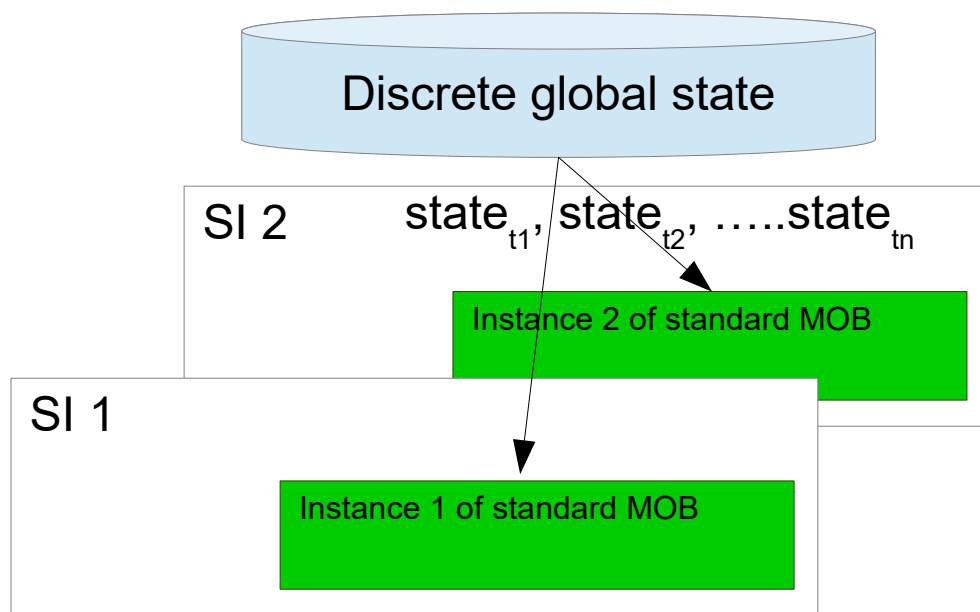 Discrete global state
SI 2
state_t1, state_t2, …..state_tn
Instance 2 of standard MOB
SI 1
Instance 1 of standard MOB